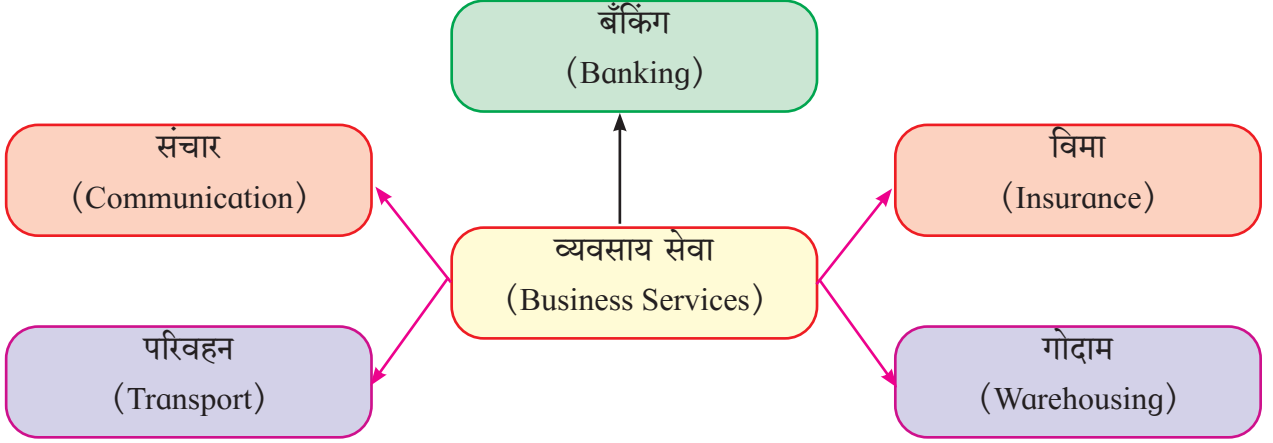 बँकिंग
(Banking)
संचार
(Communication)
विमा
(Insurance)
व्यवसाय सेवा
(Business Services)
परिवहन
(Transport)
गोदाम
(Warehousing)